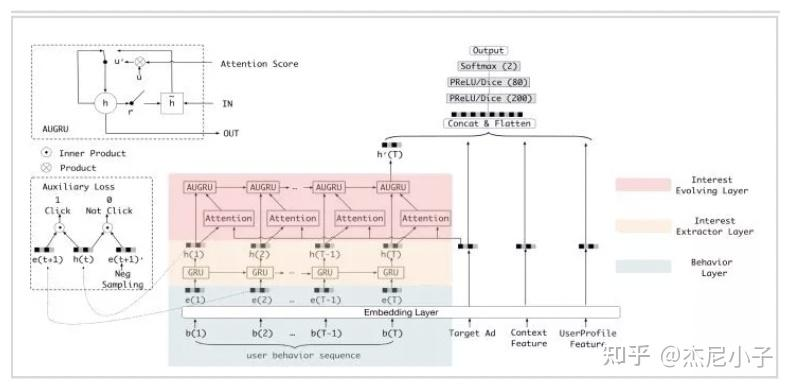 Output
Softmax (2)
PReLU/Dice (80)
PReLU/Dice (200)
Concat & Flatten
u'
u
Attention Score
h
r
h̃
IN
OUT
AUGRU
Inner Product
Product
Auxiliary Loss
1
Click
0
Not Click
e(t+1)
h(t)
e(t+1)'
Neg
Sampling
h'(T)
AUGRU
AUGRU
...
AUGRU
AUGRU
Attention
Attention
Attention
Attention
h(1)
h(2)
h(T-1)
h(T)
GRU
GRU
...
GRU
GRU
e(1)
e(2)
e(T-1)
e(T)
Embedding Layer
b(1)
b(2)
...
b(T-1)
b(T)
Target Ad
Context
Feature
UserProfile
Feature
user behavior sequence
Interest
Evolving Layer
Interest
Extractor Layer
Behavior
Layer
知乎 @杰尼小子